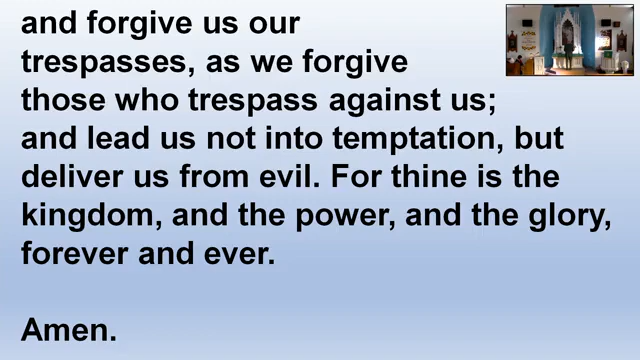 and forgive us our
trespasses, as we forgive
those who trespass against us;
and lead us not into temptation, but
deliver us from evil. For thine is the
kingdom, and the power, and the glory,
forever and ever.
Amen.